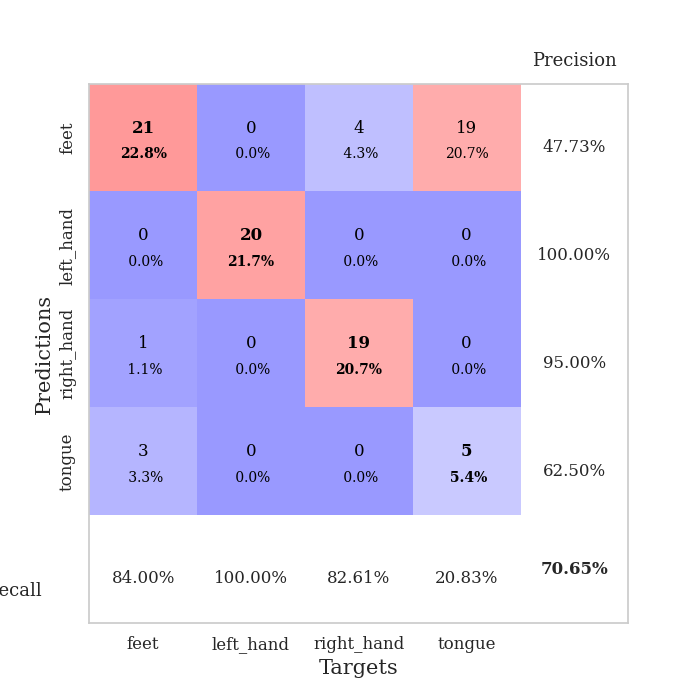 Precision
feet
21 0 4 19
22.8% 0.0% 4.3% 20.7%
47.73%
left_hand
0 20 0 0
0.0% 21.7% 0.0% 0.0%
100.00%
right_hand
1 0 19 0
1.1% 0.0% 20.7% 0.0%
95.00%
tongue
3 0 0 5
3.3% 0.0% 0.0% 5.4%
62.50%
Predictions
ecall
84.00% 100.00% 82.61% 20.83% 70.65%
feet left_hand right_hand tongue
Targets